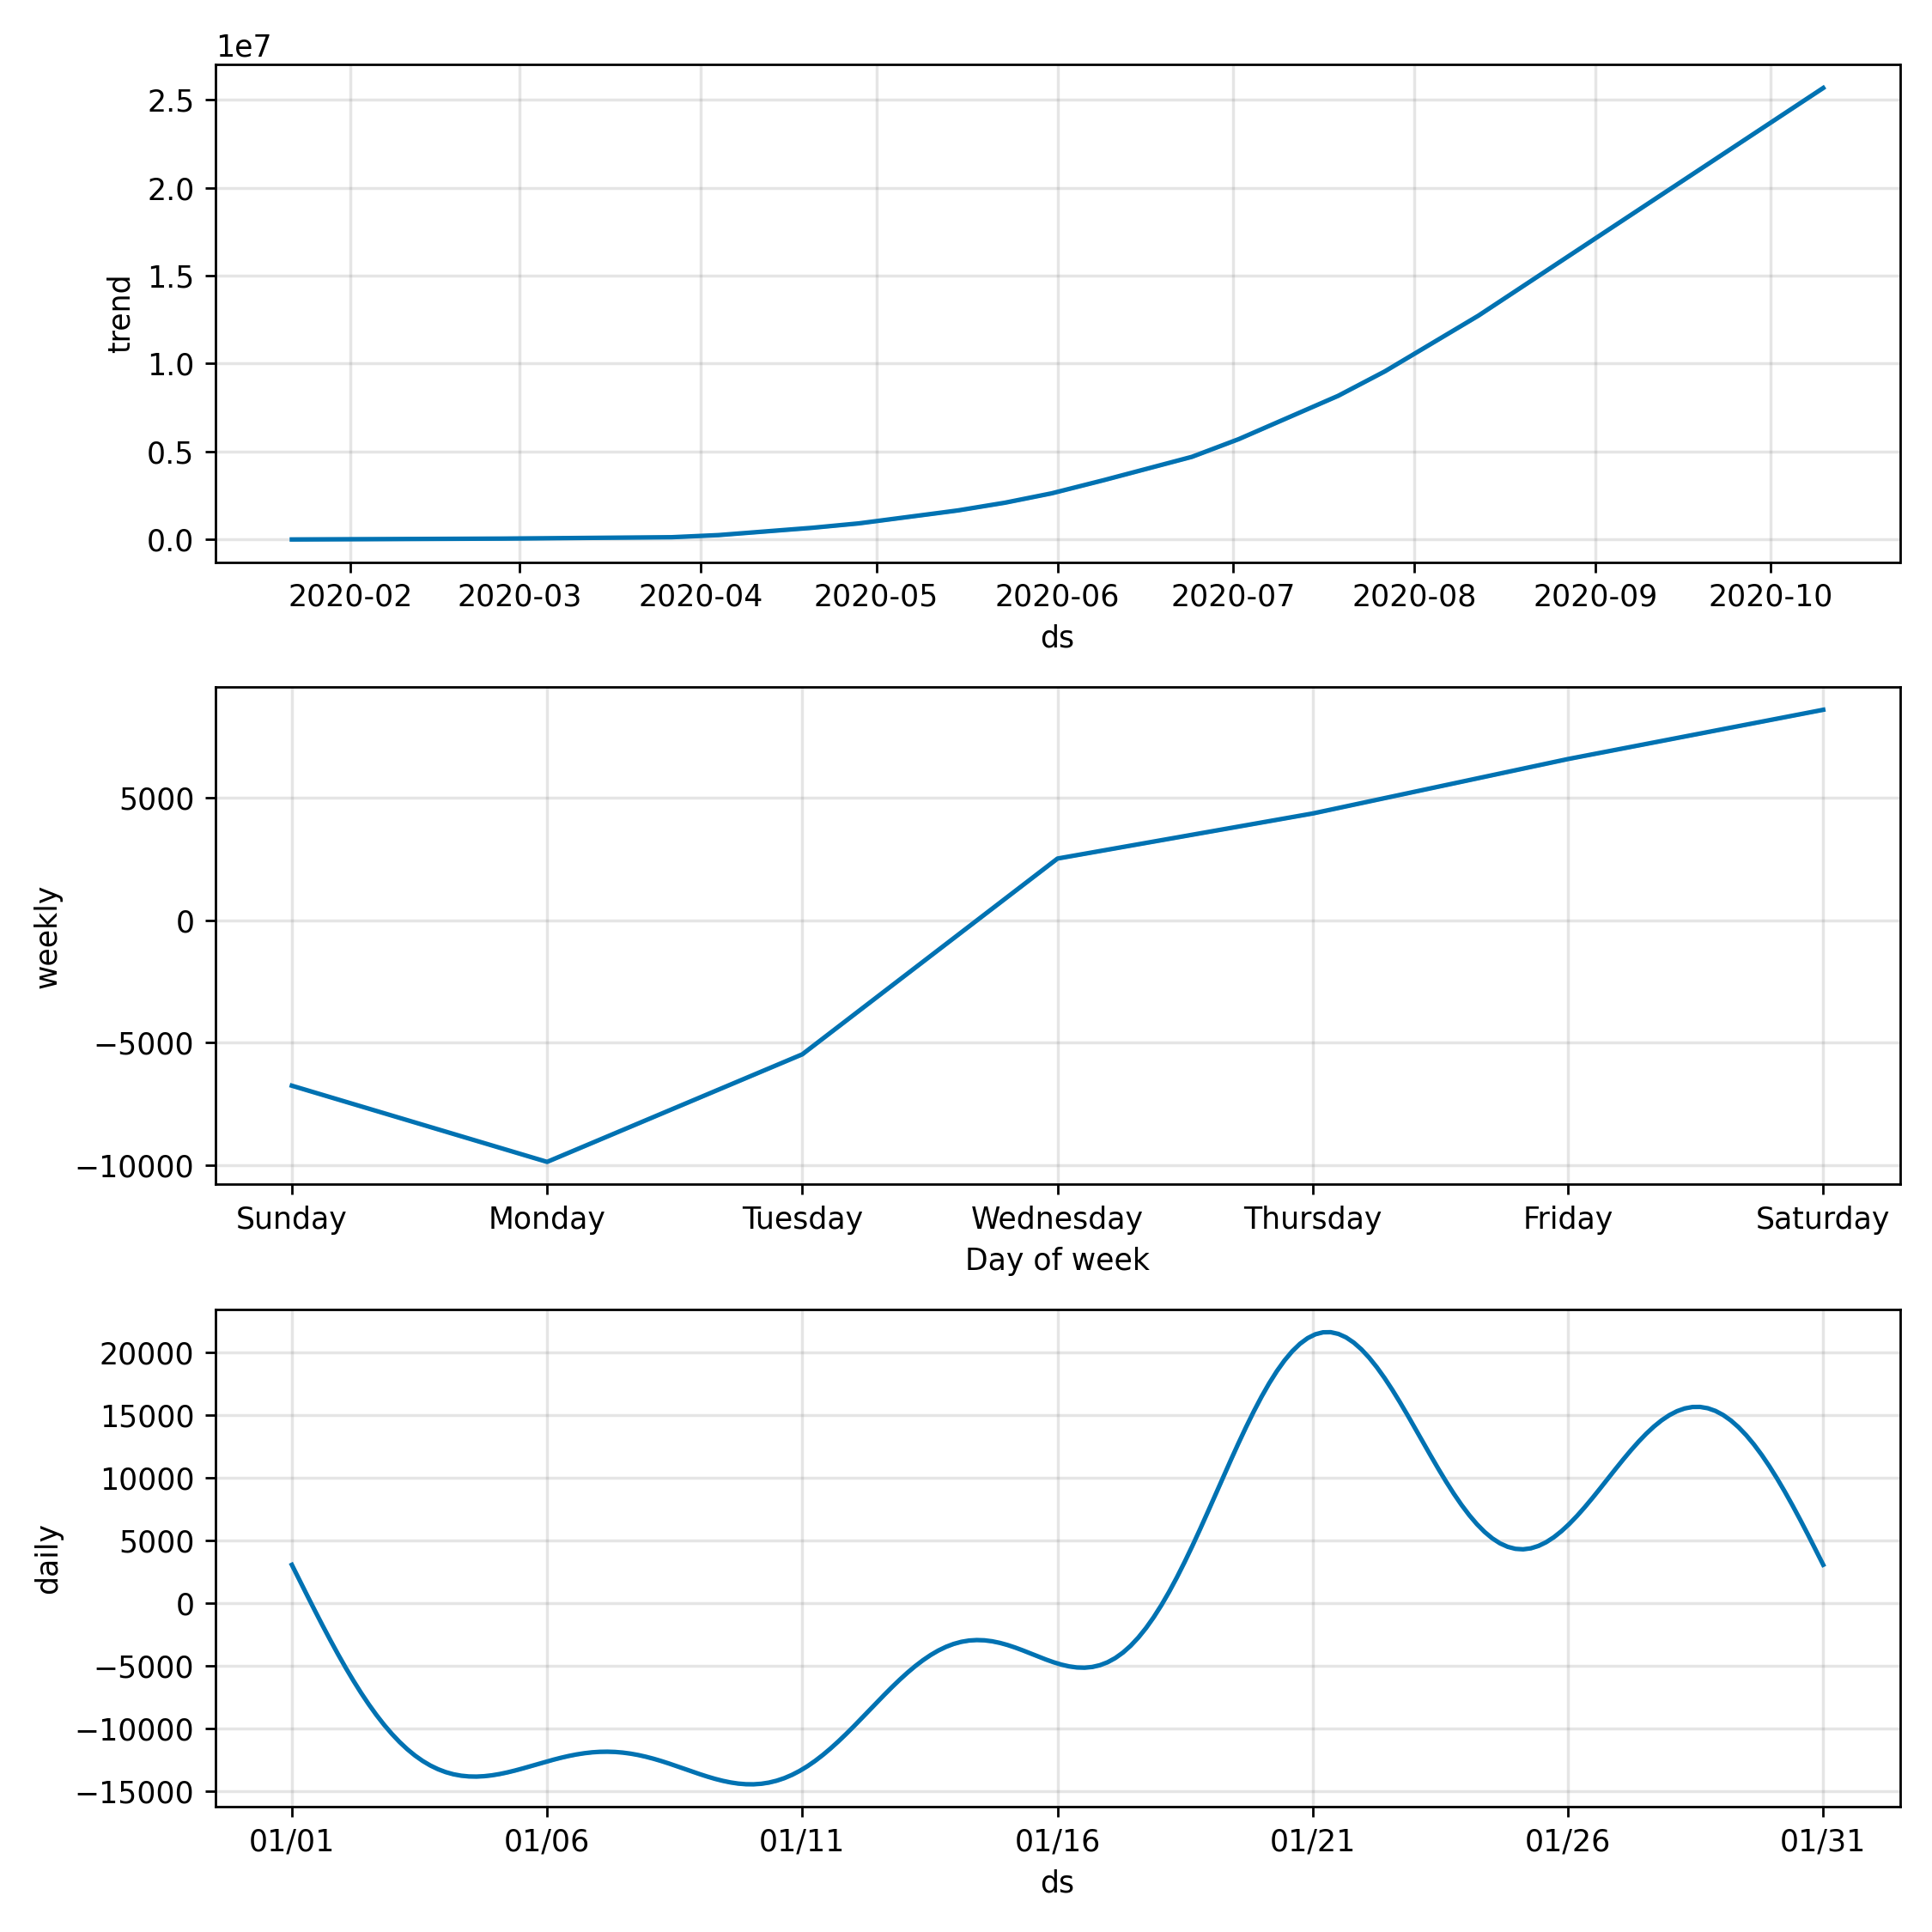 1e7
2.5
2.0
1.5
1.0
0.5
0.0
trend
2020-02 2020-03 2020-04 2020-05 2020-06 2020-07 2020-08 2020-09 2020-10
ds
5000
0
−5000
−10000
weekly
Sunday Monday Tuesday Wednesday Thursday Friday Saturday
Day of week
20000
15000
10000
5000
0
−5000
−10000
−15000
daily
01/01 01/06 01/11 01/16 01/21 01/26 01/31
ds